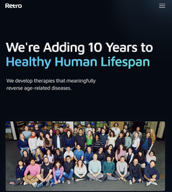 Retro
We're Adding 10 Years to
Healthy Human Lifespan
We develop therapies that meaningfully
reverse age-related diseases.